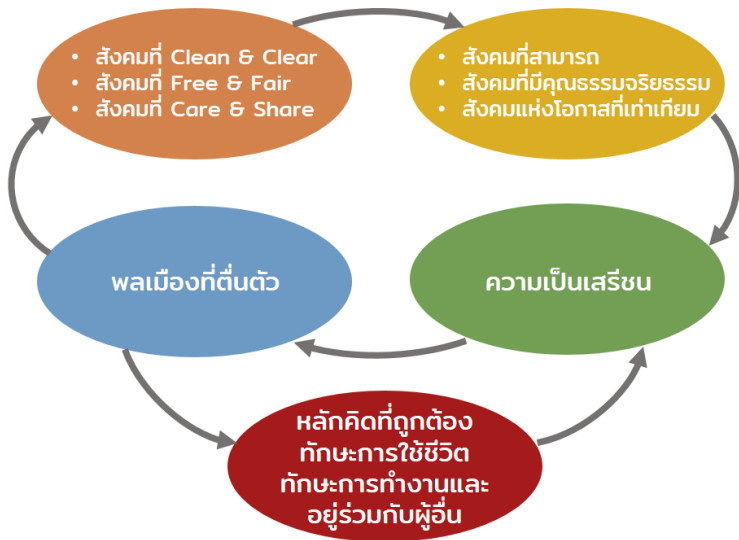 • สังคมที่ Clean & Clear
• สังคมที่ Free & Fair
• สังคมที่ Care & Share
• สังคมที่สามารถ
• สังคมที่มีคุณธรรมจริยธรรม
• สังคมแห่งโอกาสที่เท่าเทียม
พลเมืองที่ตื่นตัว
ความเป็นเสรีชน
หลักคิดที่ถูกต้อง
ทักษะการใช้ชีวิต
ทักษะการทำงานและ
อยู่ร่วมกับผู้อื่น